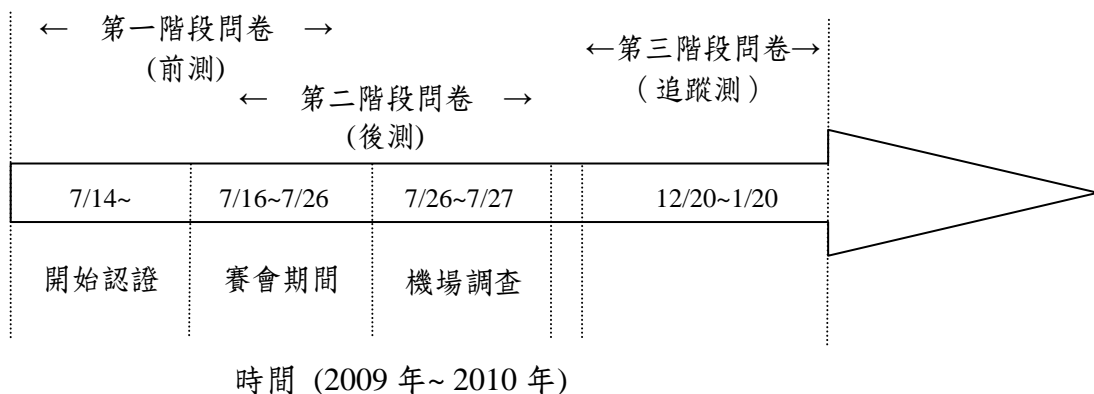 ← 第一階段問卷 →
(前測)
←第三階段問卷→
（追蹤測）
← 第二階段問卷 →
(後測)
7/14~ 7/16~7/26 7/26~7/27 12/20~1/20
開始認證 賽會期間 機場調查
時間 (2009 年~ 2010 年)